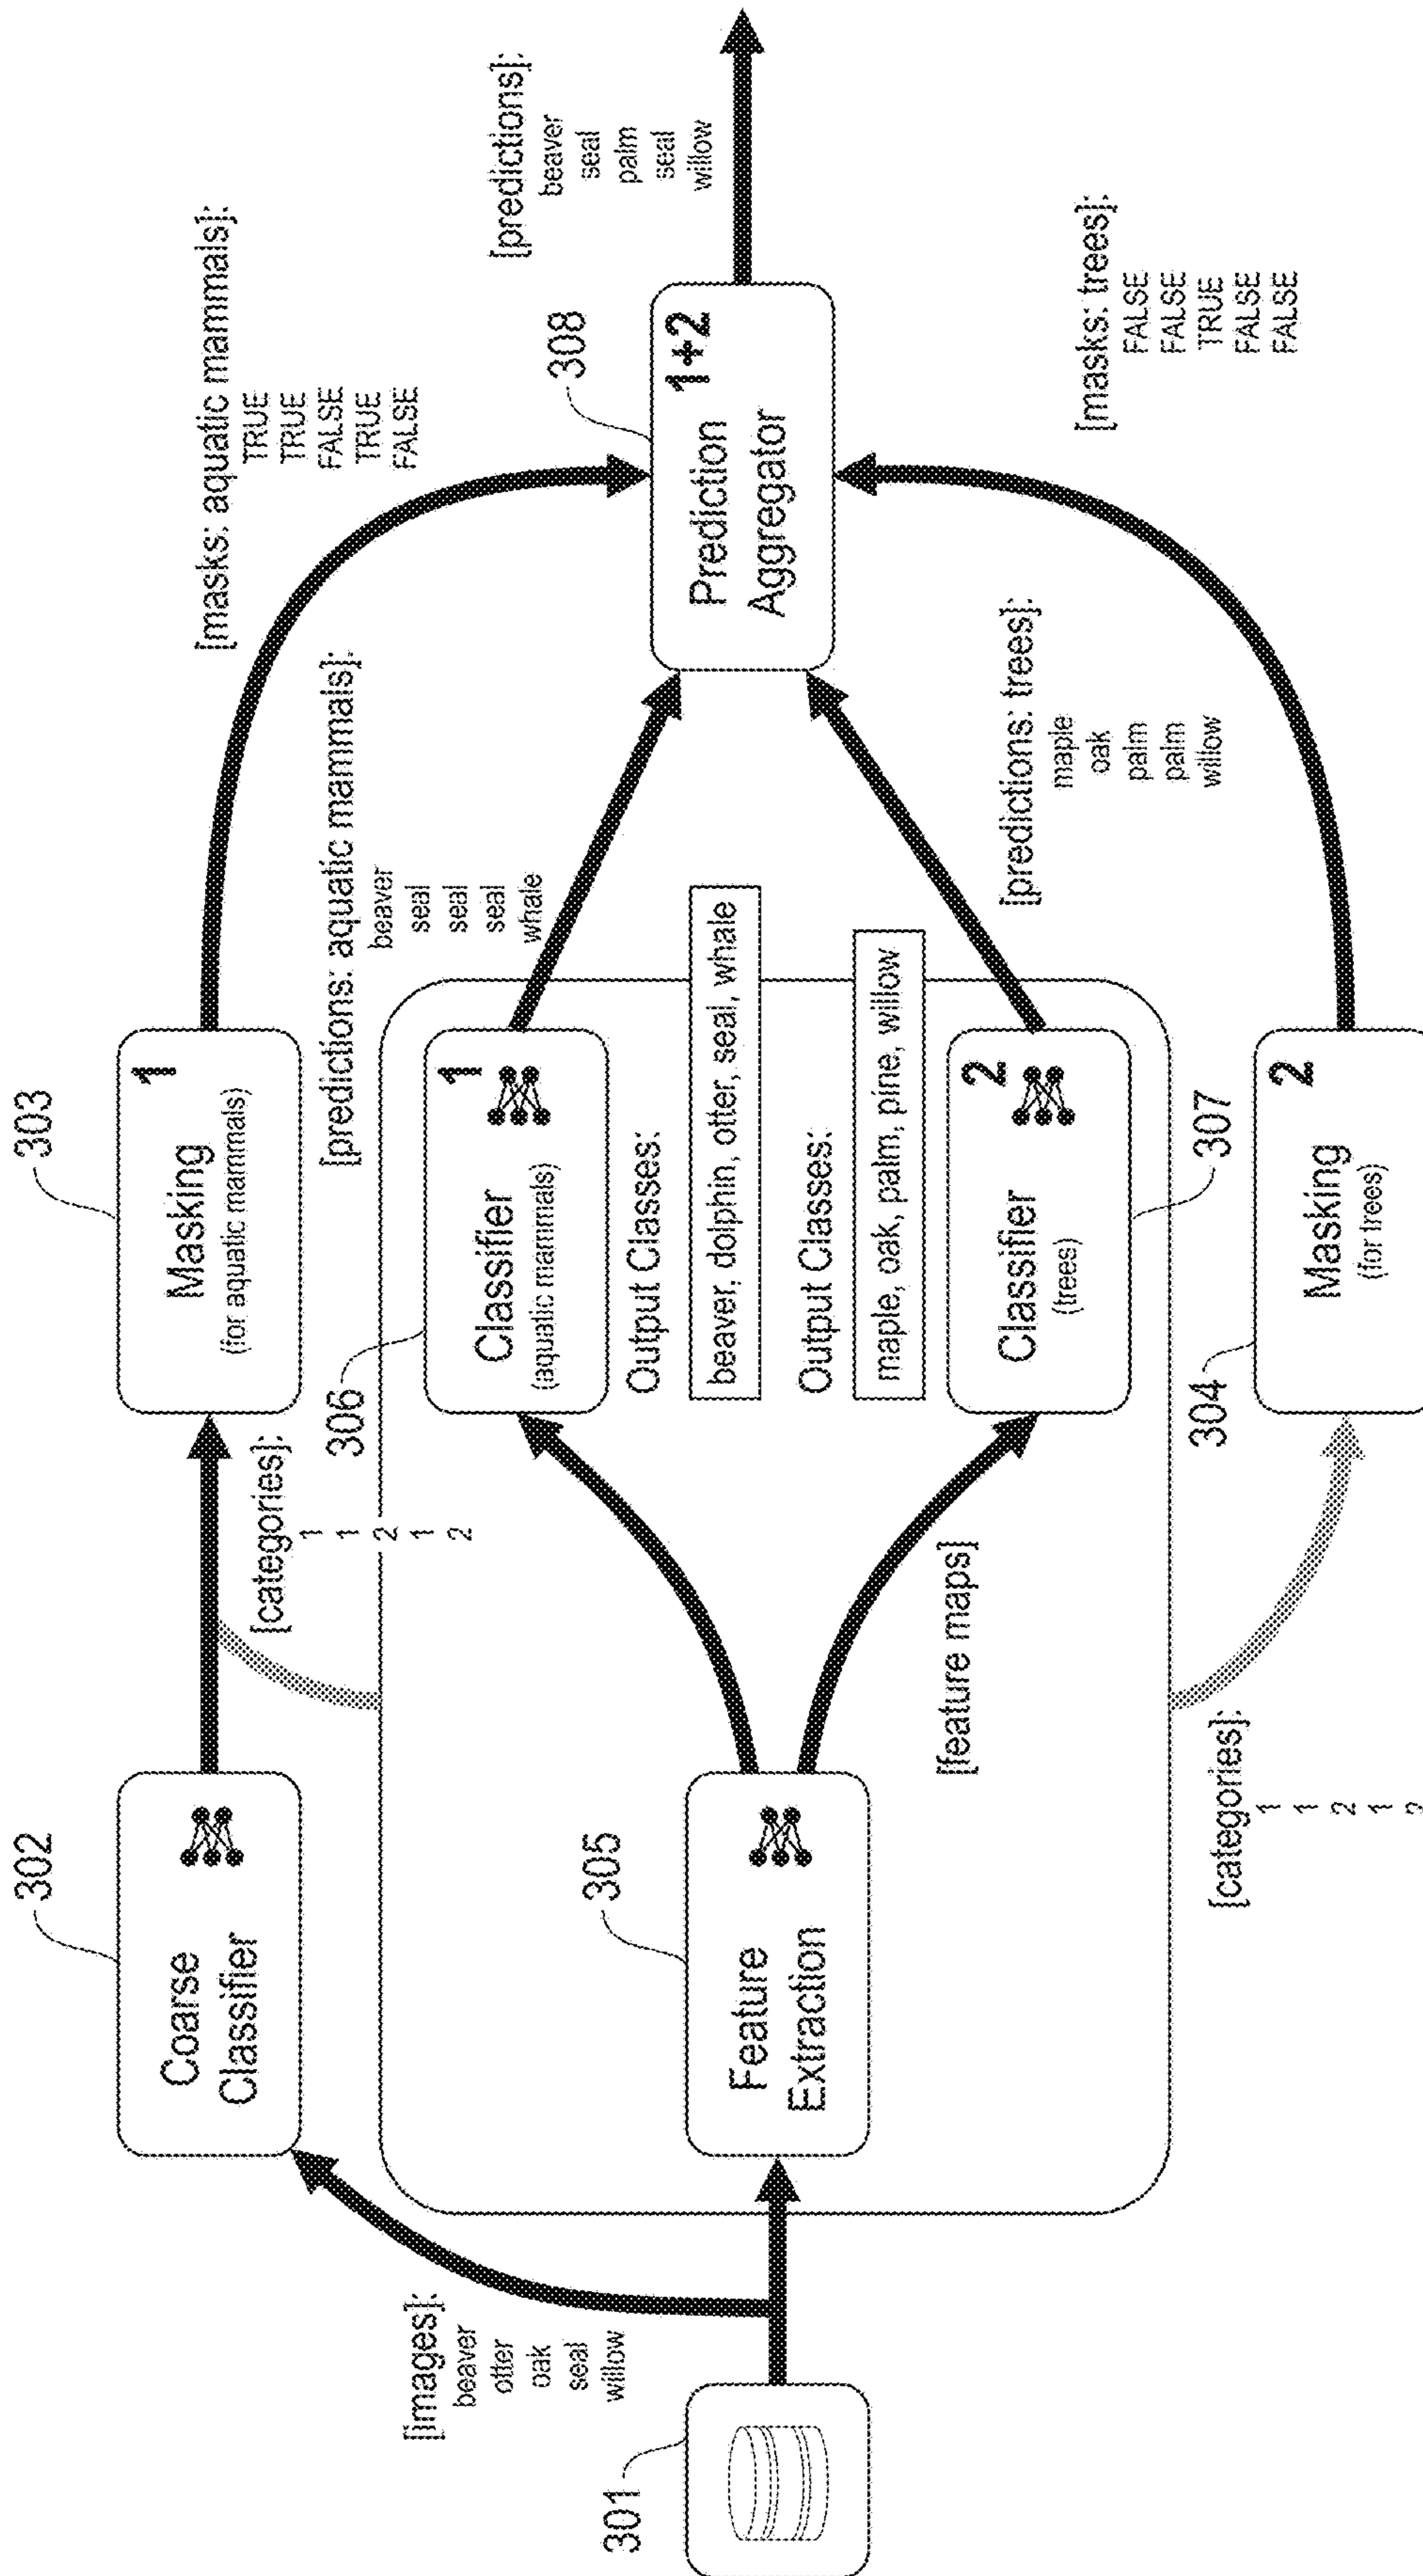 301
[images]:
beaver
otter
oak
seal
willow
302
Coarse
Classifier
305
Feature
Extraction
[categories]:
1
1
2
1
2
[feature maps]
[categories]:
1
1
2
1
2
303
1
Masking
(for aquatic mammals)
306
1
Classifier
(aquatic mammals)
Output Classes:
beaver, dolphin, otter, seal, whale
Output Classes:
maple, oak, palm, pine, willow
2
Classifier
(trees)
307
304
2
Masking
(for trees)
[masks: aquatic mammals]:
TRUE
TRUE
FALSE
TRUE
FALSE
[predictions: aquatic mammals]:
beaver
seal
seal
seal
whale
[predictions: trees]:
maple
oak
palm
palm
willow
[masks: trees]:
FALSE
FALSE
TRUE
FALSE
FALSE
308
1+2
Prediction
Aggregator
[predictions]:
beaver
seal
palm
seal
willow